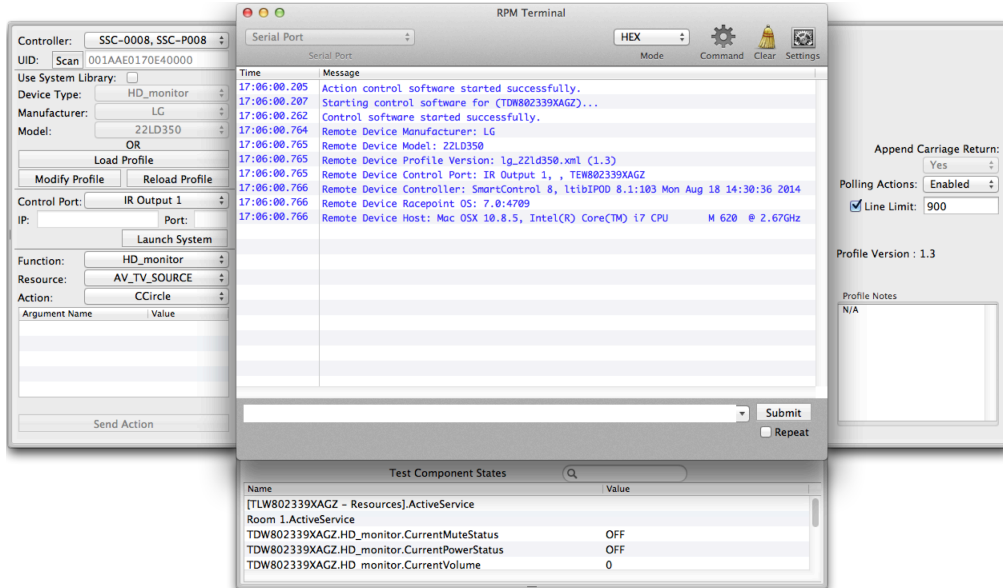 RPM Terminal
Controller: SSC-0008, SSC-P008
UID: Scan 001AAE0170E40000
Use System Library:
Device Type: HD_monitor
Manufacturer: LG
Model: 22LD350
OR
Load Profile
Modify Profile Reload Profile
Control Port: IR Output 1
IP: Port:
Launch System
Function: HD_monitor
Resource: AV_TV_SOURCE
Action: CCircle
Argument Name Value
Send Action
Serial Port HEX
Serial Port Mode Command Clear Settings
Time Message
17:06:00.205 Action control software started successfully.
17:06:00.207 Starting control software for (TDW802339XAGZ)...
17:06:00.262 Control software started successfully.
17:06:00.764 Remote Device Manufacturer: LG
17:06:00.765 Remote Device Model: 22LD350
17:06:00.765 Remote Device Profile Version: lg_22ld350.xml (1.3)
17:06:00.765 Remote Device Control Port: IR Output 1, , TEW802339XAGZ
17:06:00.766 Remote Device Controller: SmartControl 8, ltibIPOD 8.1:103 Mon Aug 18 14:30:36 2014
17:06:00.766 Remote Device Racepoint OS: 7.0:4709
17:06:00.766 Remote Device Host: Mac OSX 10.8.5, Intel(R) Core(TM) i7 CPU M 620 @ 2.67GHz
Submit
Repeat
Append Carriage Return:
Yes
Polling Actions: Enabled
Line Limit: 900
Profile Version : 1.3
Profile Notes
N/A
Test Component States
Name Value
[TLW802339XAGZ - Resources].ActiveService
Room 1.ActiveService
TDW802339XAGZ.HD_monitor.CurrentMuteStatus OFF
TDW802339XAGZ.HD_monitor.CurrentPowerStatus OFF
TDW802339XAGZ.HD_monitor.CurrentVolume 0